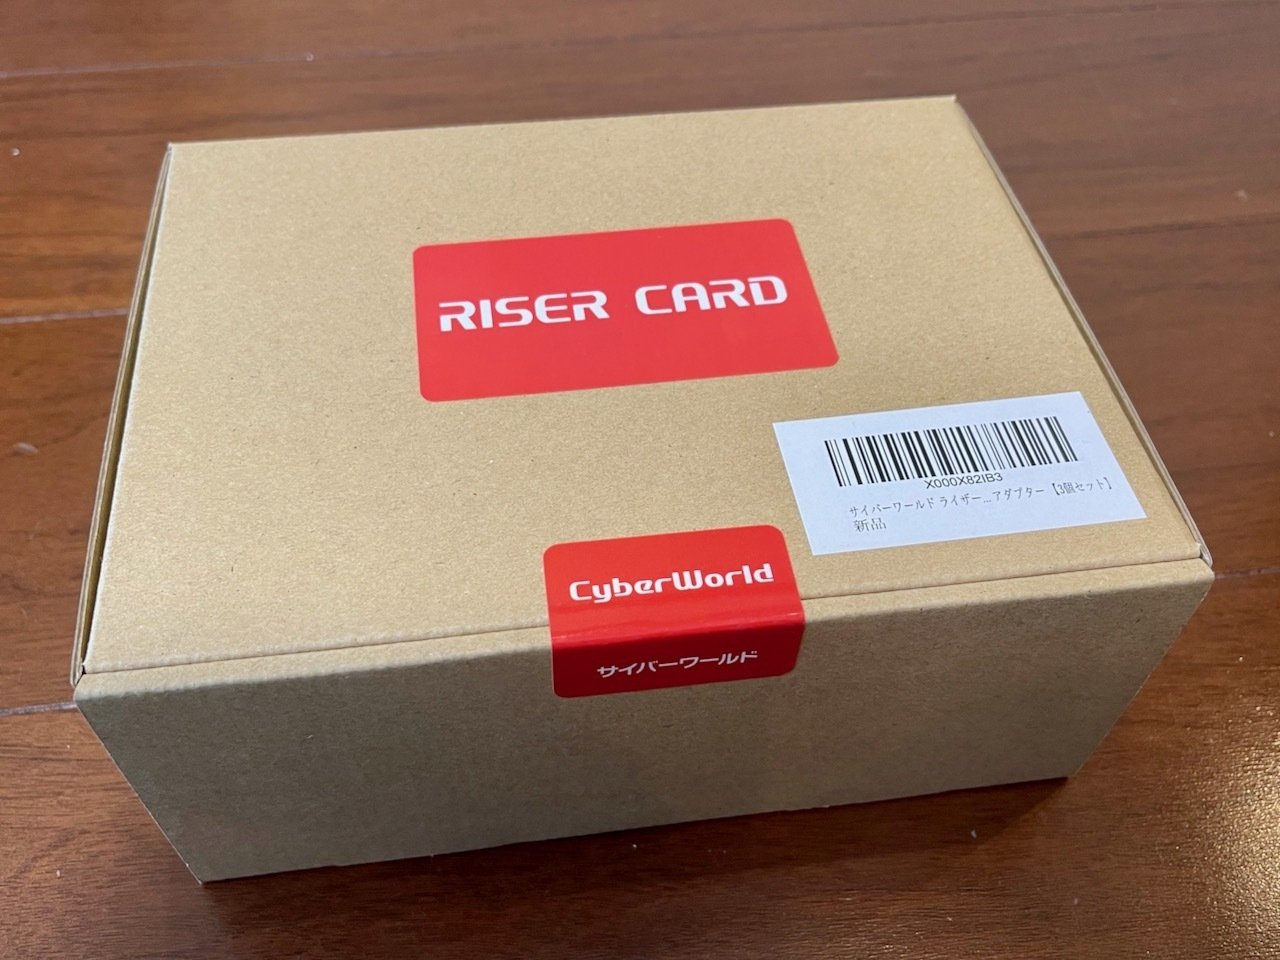 RISER CARD
X000X82IB3
サイバーワールド ライザー...アダプター 【3個セット】
新品
CyberWorld
サイバーワールド